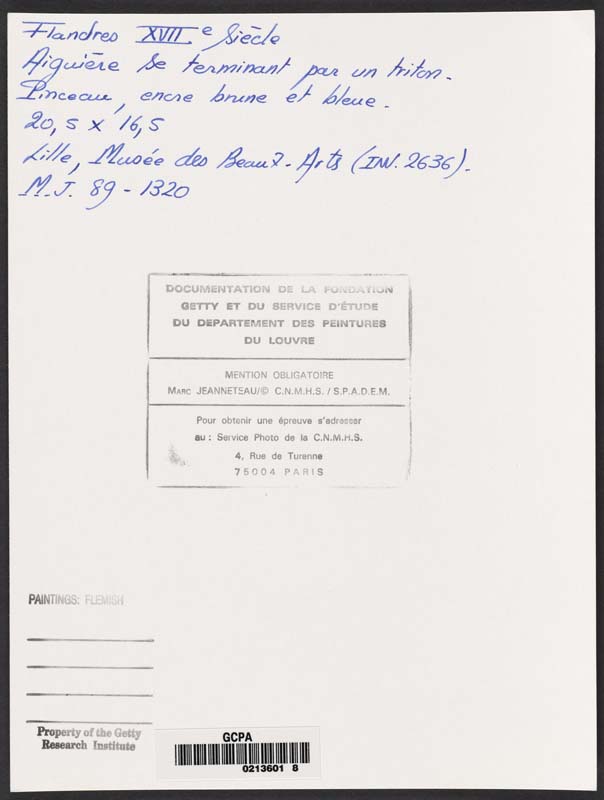 Flandres XVII e Siècle
Aiguière se terminant par un triton.
Pinceau, encre brune et bleue.
20,5 x 16,5
Lille, Musée des Beaux-Arts (INV. 2636).
M.J. 89 - 1320
DOCUMENTATION DE LA FONDATION
GETTY ET DU SERVICE D'ÉTUDE
DU DEPARTEMENT DES PEINTURES
DU LOUVRE
MENTION OBLIGATOIRE
MARC JEANNETEAU/© C.N.M.H.S. / S.P.A.D.E.M.
Pour obtenir une épreuve s'adresser
au : Service Photo de la C.N.M.H.S.
4, Rue de Turenne
75004 PARIS
PAINTINGS: FLEMISH
Property of the Getty
Research Institute
GCPA
0213601 8